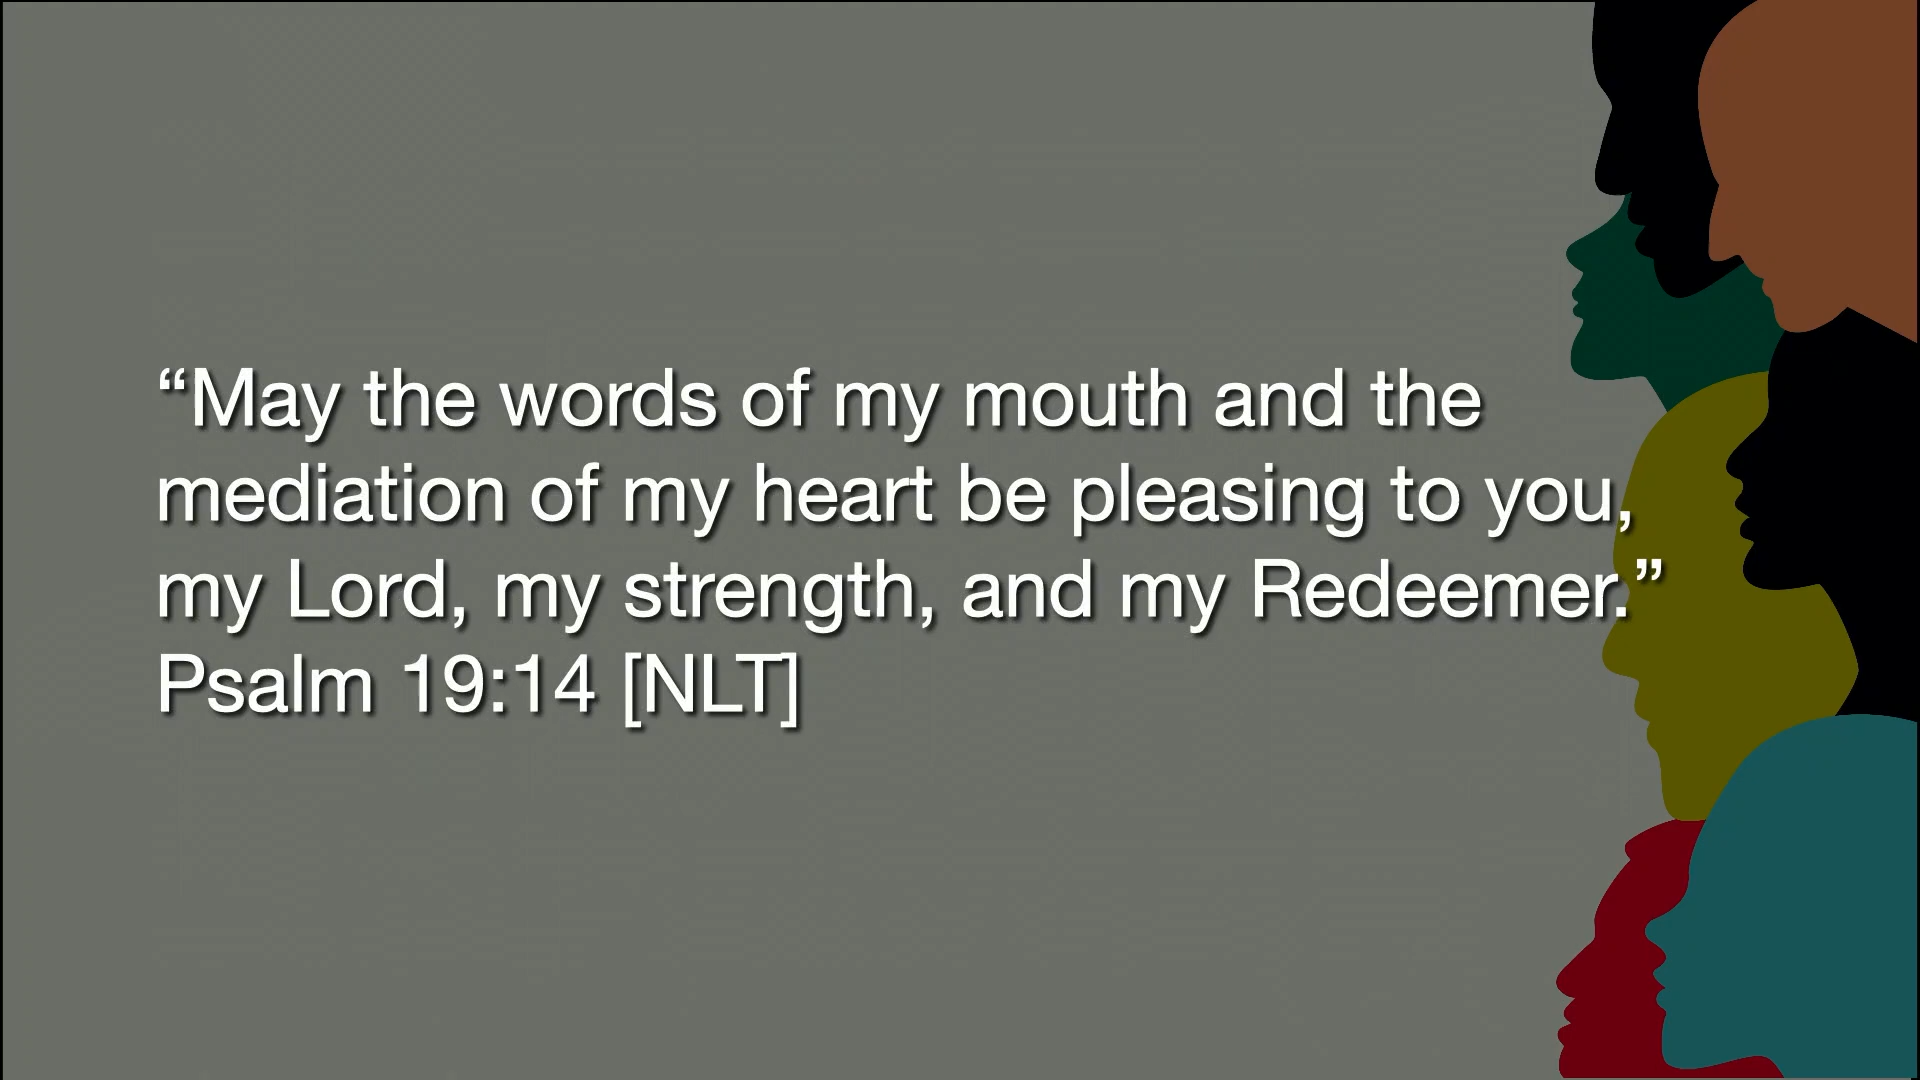 “May the words of my mouth and the
mediation of my heart be pleasing to you,
my Lord, my strength, and my Redeemer.”
Psalm 19:14 [NLT]